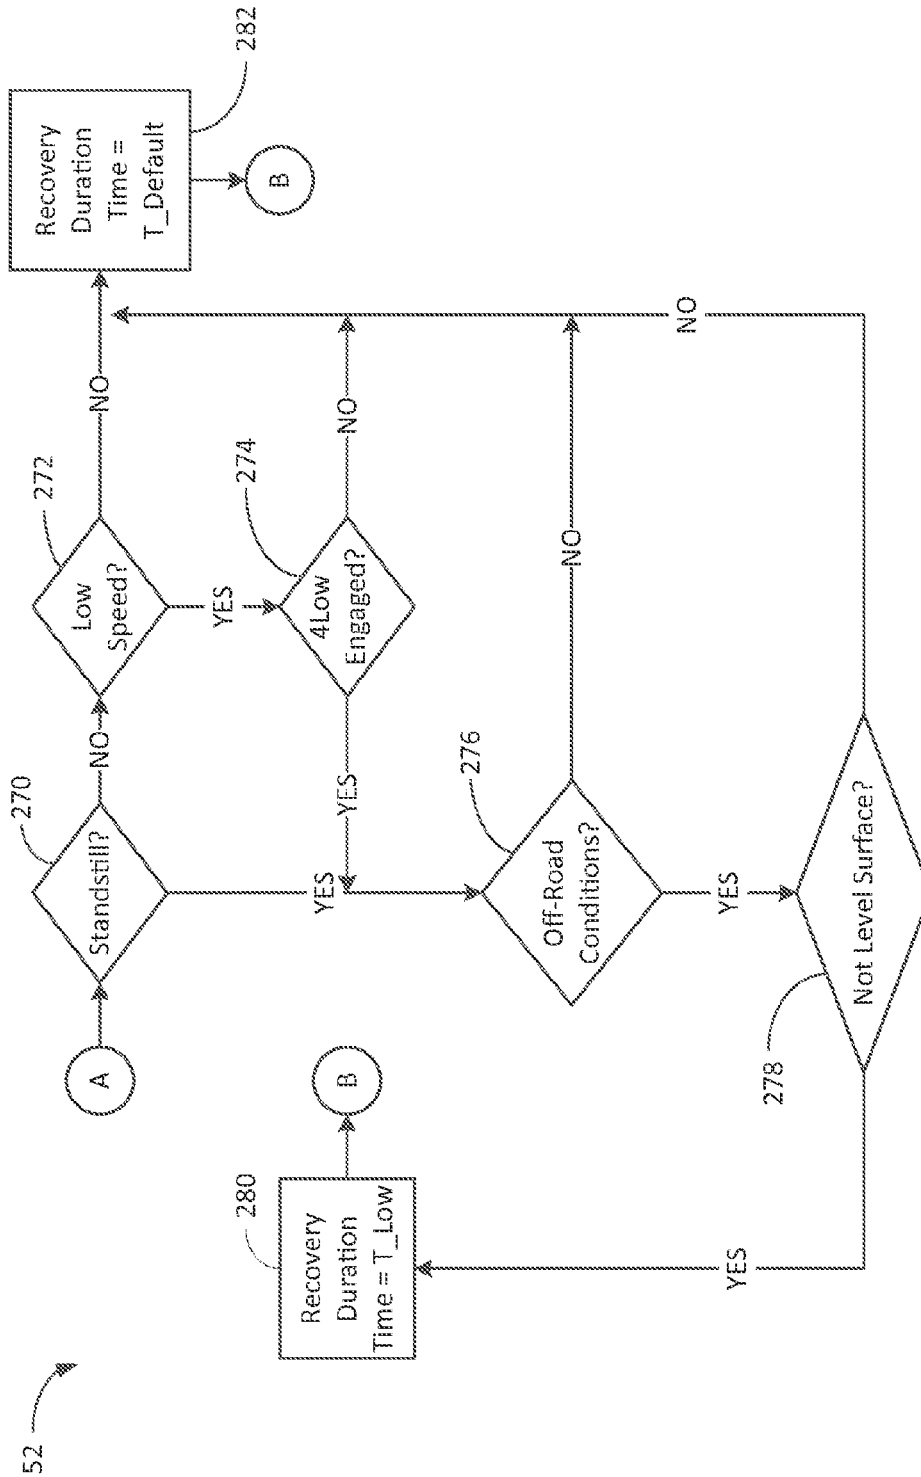 52
A
Standstill?
270
NO
Low
Speed?
272
NO
Recovery
Duration
Time =
T_Default
282
B
YES
YES
4Low
Engaged?
274
NO
YES
Recovery
Duration
Time = T_Low
280
B
Off-Road
Conditions?
276
NO
YES
Not Level Surface?
278
YES
NO